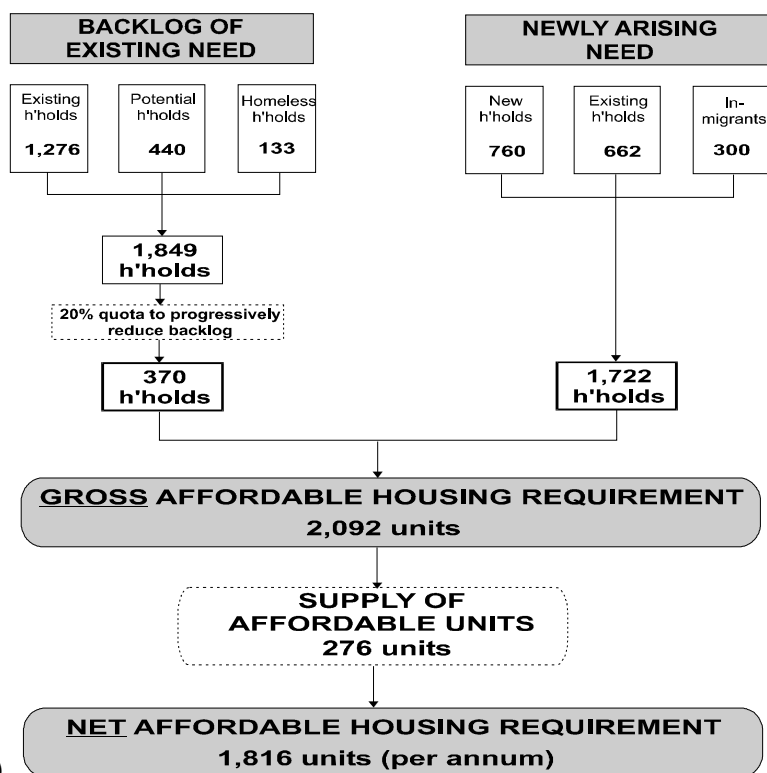 BACKLOG OF
EXISTING NEED
Existing
h'holds
1,276
Potential
h'holds
440
Homeless
h'holds
133
1,849
h'holds
20% quota to progressively
reduce backlog
370
h'holds
NEWLY ARISING
NEED
New
h'holds
760
Existing
h'holds
662
In-
migrants
300
1,722
h'holds
GROSS AFFORDABLE HOUSING REQUIREMENT
2,092 units
SUPPLY OF
AFFORDABLE UNITS
276 units
NET AFFORDABLE HOUSING REQUIREMENT
1,816 units (per annum)
)